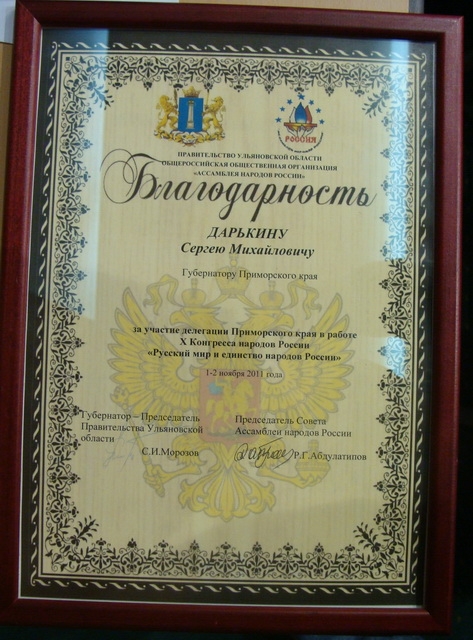 РОССИЯ
ПРАВИТЕЛЬСТВО УЛЬЯНОВСКОЙ ОБЛАСТИ
ОБЩЕРОССИЙСКАЯ ОБЩЕСТВЕННАЯ ОРГАНИЗАЦИЯ
«АССАМБЛЕЯ НАРОДОВ РОССИИ»
Благодарность
ДАРЬКИНУ
Сергею Михайловичу
Губернатору Приморского края
за участие делегации Приморского края в работе
X Конгресса народов России
«Русский мир и единство народов России»
1-2 ноября 2011 года
Губернатор – Председатель
Правительства Ульяновской
области
С.И.Морозов
Председатель Совета
Ассамблеи народов России
Р.Г.Абдулатипов